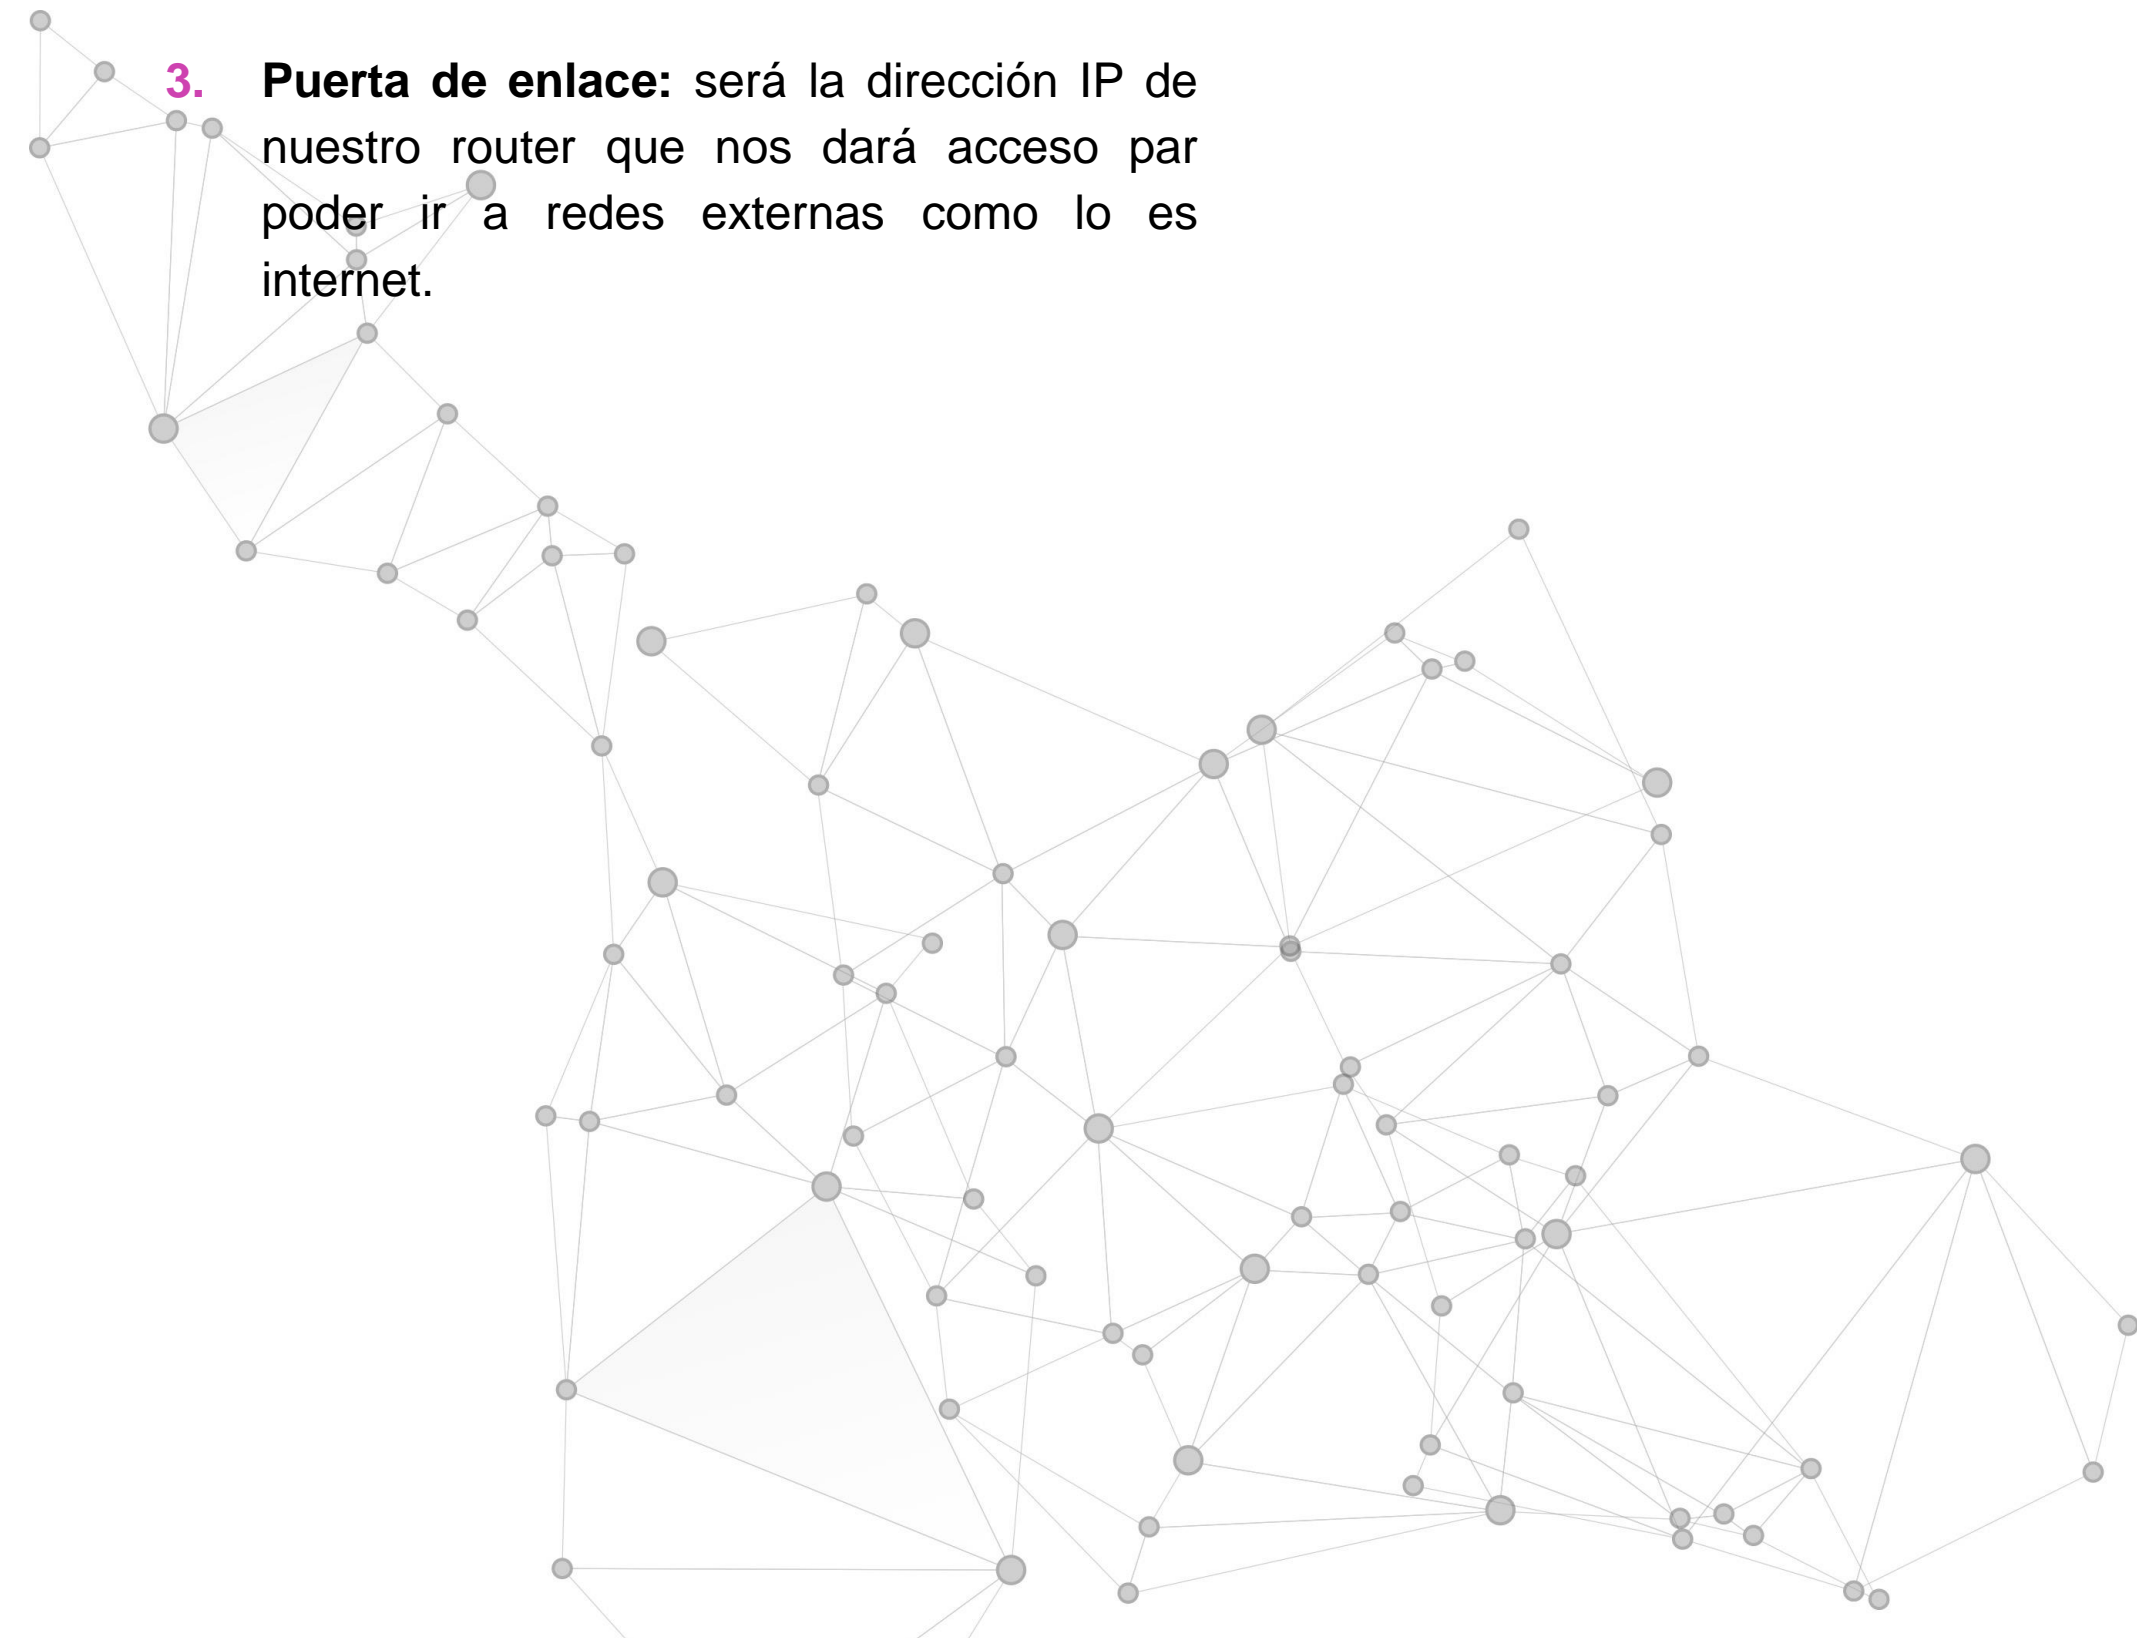 3. Puerta de enlace: será la dirección IP de
nuestro router que nos dará acceso par
poder ir a redes externas como lo es
internet.